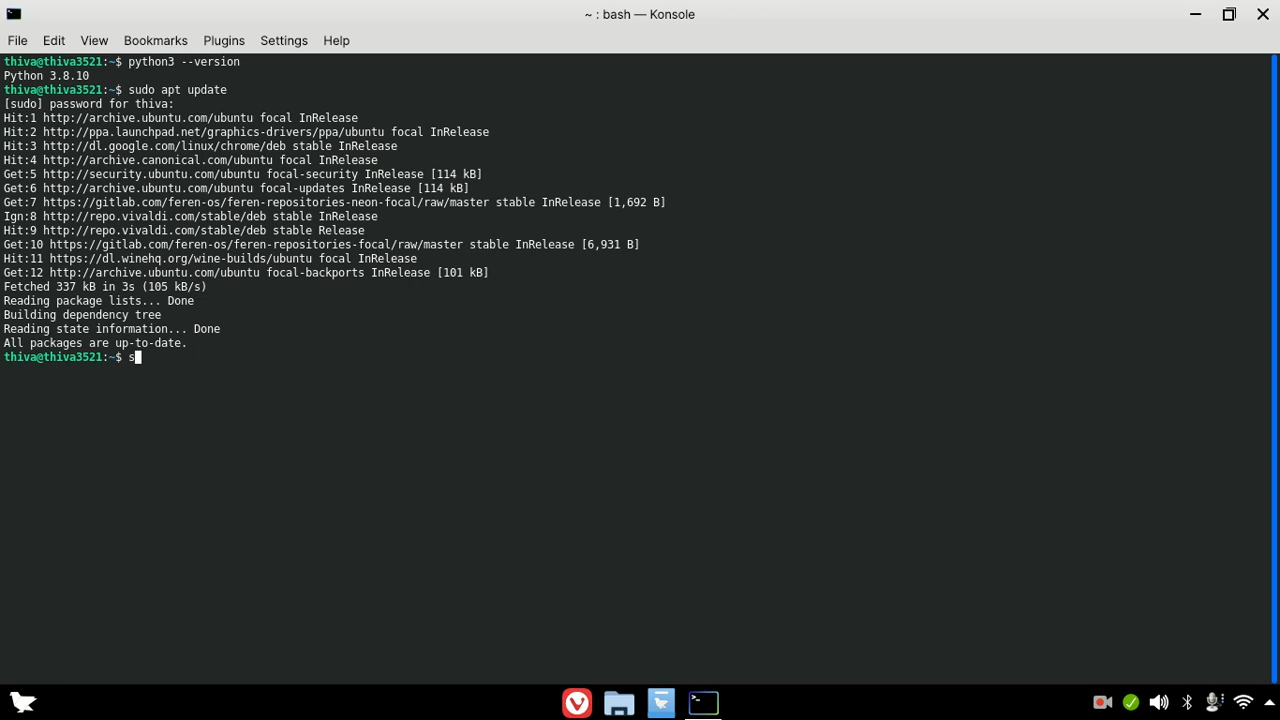 ~ : bash — Konsole
File Edit View Bookmarks Plugins Settings Help
thiva@thiva3521:~$ python3 --version
Python 3.8.10
thiva@thiva3521:~$ sudo apt update
[sudo] password for thiva:
Hit:1 http://archive.ubuntu.com/ubuntu focal InRelease
Hit:2 http://ppa.launchpad.net/graphics-drivers/ppa/ubuntu focal InRelease
Hit:3 http://dl.google.com/linux/chrome/deb stable InRelease
Hit:4 http://archive.canonical.com/ubuntu focal InRelease
Get:5 http://security.ubuntu.com/ubuntu focal-security InRelease [114 kB]
Get:6 http://archive.ubuntu.com/ubuntu focal-updates InRelease [114 kB]
Get:7 https://gitlab.com/feren-os/feren-repositories-neon-focal/raw/master stable InRelease [1,692 B]
Ign:8 http://repo.vivaldi.com/stable/deb stable InRelease
Hit:9 http://repo.vivaldi.com/stable/deb stable Release
Get:10 https://gitlab.com/feren-os/feren-repositories-focal/raw/master stable InRelease [6,931 B]
Hit:11 https://dl.winehq.org/wine-builds/ubuntu focal InRelease
Get:12 http://archive.ubuntu.com/ubuntu focal-backports InRelease [101 kB]
Fetched 337 kB in 3s (105 kB/s)
Reading package lists... Done
Building dependency tree
Reading state information... Done
All packages are up-to-date.
thiva@thiva3521:~$ s